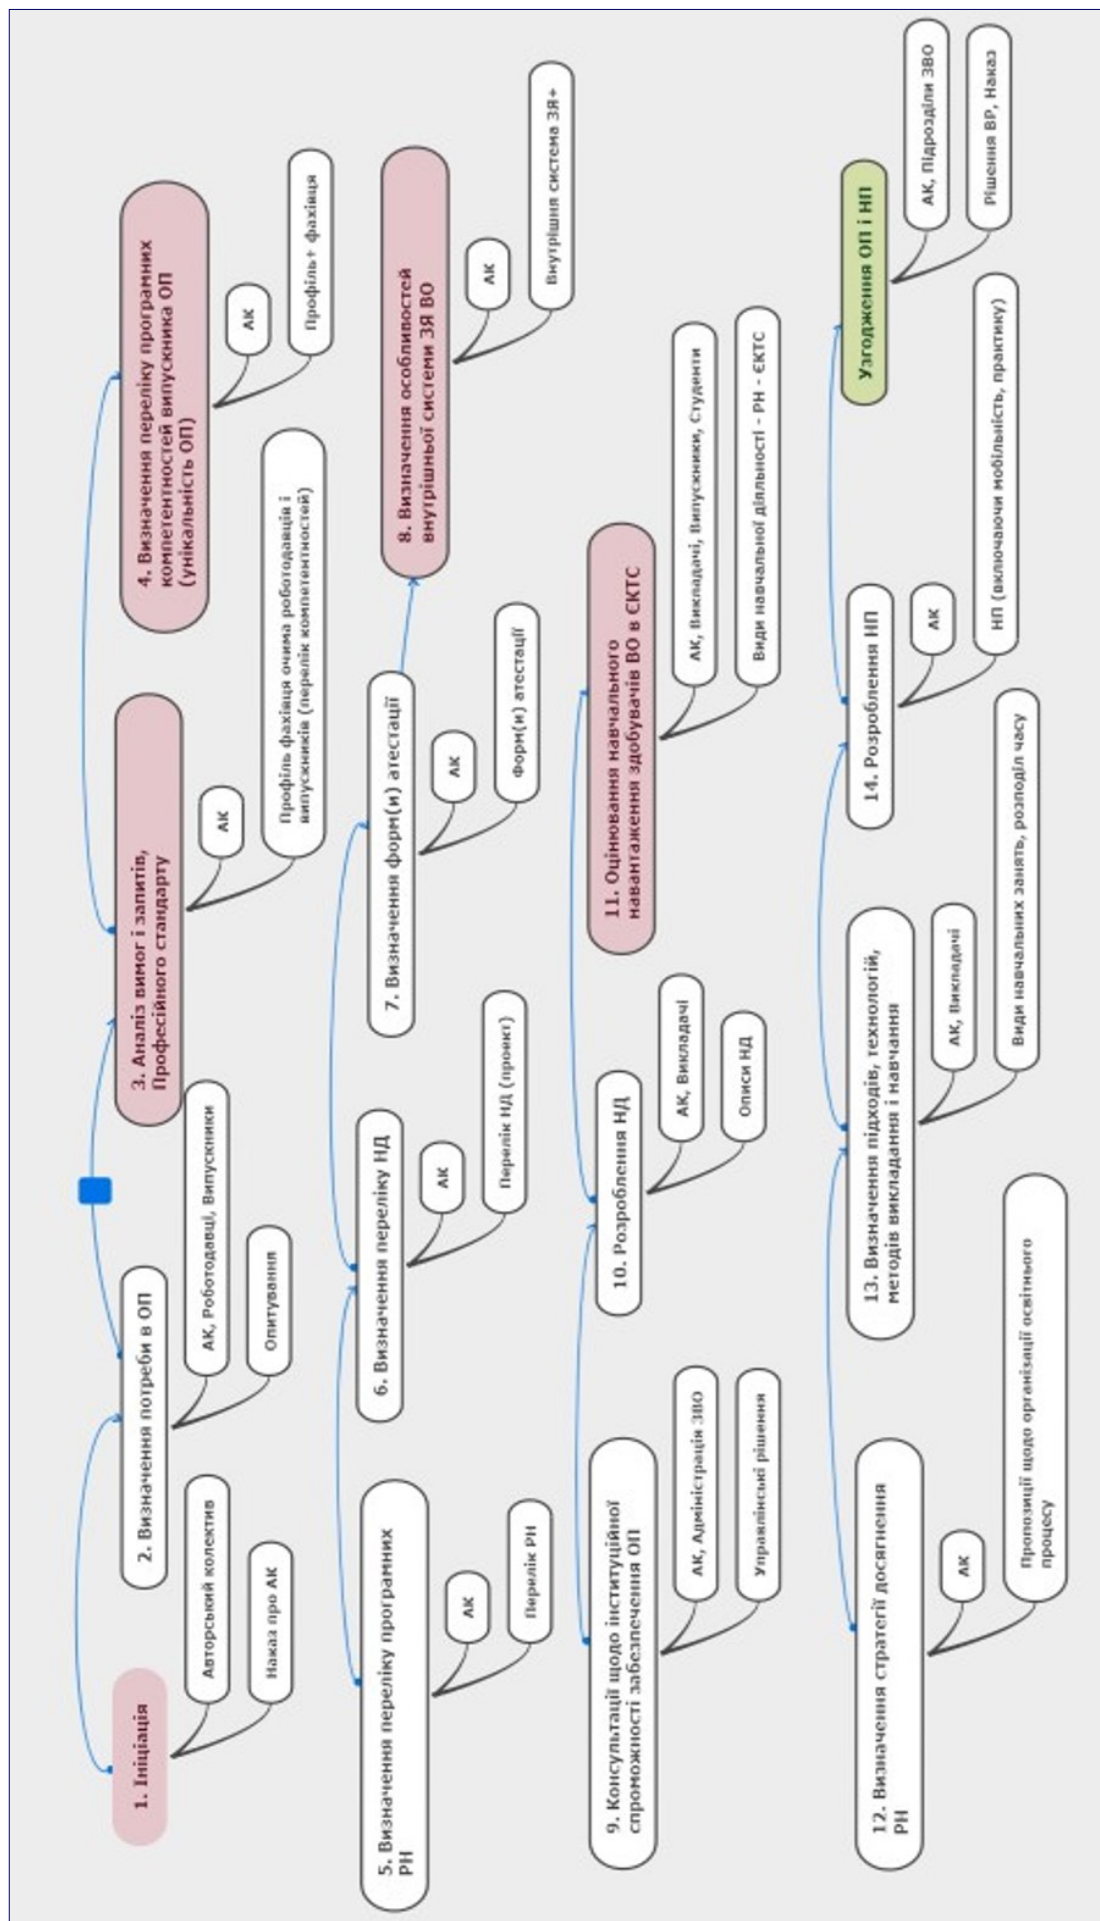 1. Ініціація
Авторський колектив
Наказ про АК
2. Визначення потреби в ОП
АК, Роботодавці, Випускники
Опитування
3. Аналіз вимог і запитів,
Професійного стандарту
АК
Профіль фахівця очима роботодавців і
випускників (перелік компетентностей)
4. Визначення переліку програмних
компетентностей випускника ОП
(унікальність ОП)
АК
Профіль+ фахівця
5. Визначення переліку програмних
РН
АК
Перелік РН
6. Визначення переліку НД
АК
Перелік НД (проект)
7. Визначення форм(и) атестації
АК
Форм(и) атестації
8. Визначення особливостей
внутрішньої системи ЗЯ ВО
АК
Внутрішня система ЗЯ+
9. Консультації щодо інституційної
спроможності забезпечення ОП
АК, Адміністрація ЗВО
Управлінські рішення
10. Розроблення НД
АК, Викладачі
Описи НД
11. Оцінювання навчального
навантаження здобувачів ВО в ЄКТС
АК, Викладачі, Випускники, Студенти
Види навчальної діяльності - РН - ЄКТС
12. Визначення стратегії досягнення
РН
АК
Пропозиції щодо організації освітнього
процесу
13. Визначення підходів, технологій,
методів викладання і навчання
АК, Викладачі
Види навчальних занять, розподіл часу
14. Розроблення НП
АК
НП (включаючи мобільність, практику)
Узгодження ОП і НП
АК, Підрозділи ЗВО
Рішення ВР, Наказ